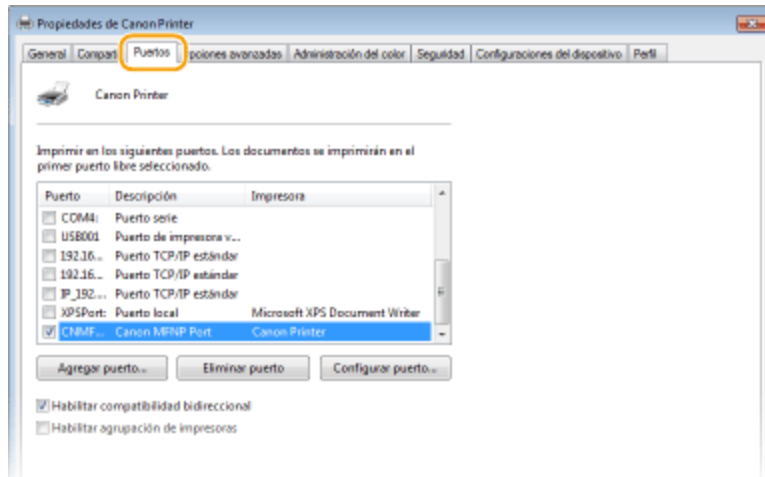 Propiedades de Canon Printer
General Compart Puertos pciones avanzadas Administración del color Seguridad Configuraciones del dispositivo Perfil
Canon Printer
Imprimir en los siguientes puertos. Los documentos se imprimirán en el
primer puerto libre seleccionado.
Puerto Descripción Impresora
COM4: Puerto serie
USB001 Puerto de impresora v...
192.16... Puerto TCP/IP estándar
192.16... Puerto TCP/IP estándar
IP_192.... Puerto TCP/IP estándar
XPSPort: Puerto local Microsoft XPS Document Writer
CNMF... Canon MFNP Port Canon Printer
Agregar puerto... Eliminar puerto Configurar puerto...
Habilitar compatibilidad bidireccional
Habilitar agrupación de impresoras